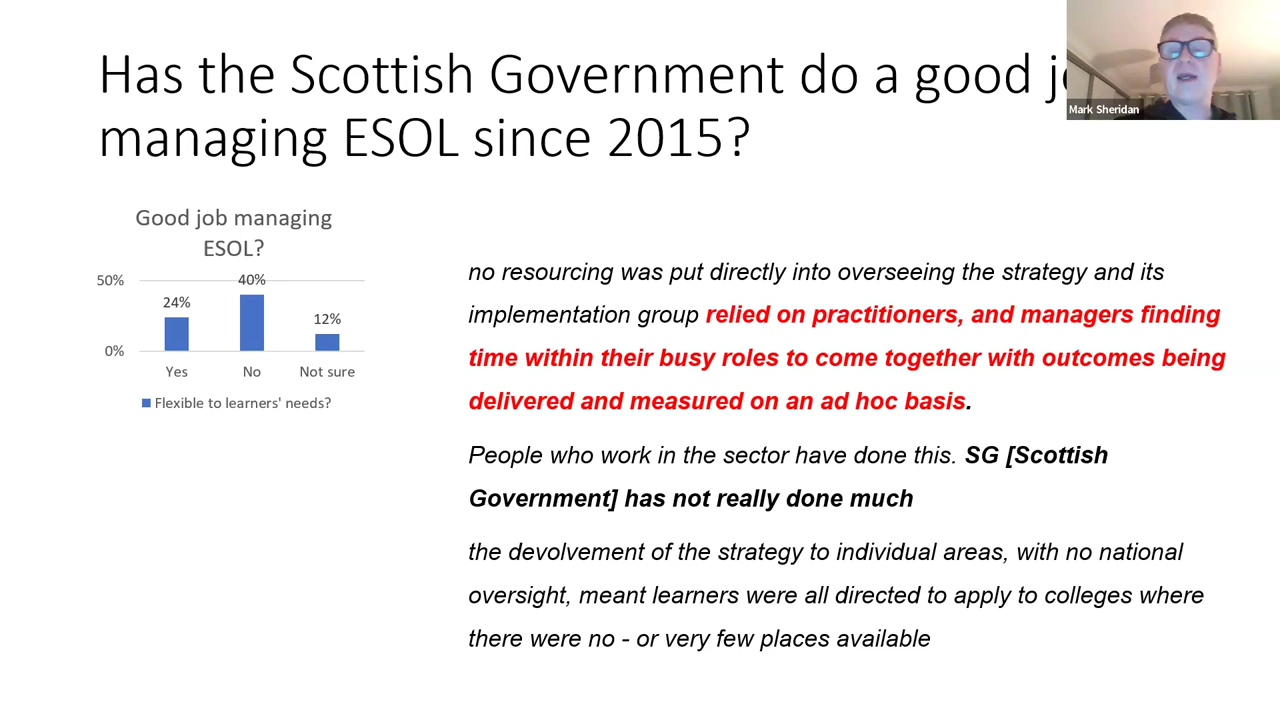 Has the Scottish Government do a good
managing ESOL since 2015?
Mark Sheridan
Good job managing
ESOL?
50%
40%
24%
12%
0%
Yes No Not sure
Flexible to learners' needs?
no resourcing was put directly into overseeing the strategy and its
implementation group relied on practitioners, and managers finding
time within their busy roles to come together with outcomes being
delivered and measured on an ad hoc basis.
People who work in the sector have done this. SG [Scottish
Government] has not really done much
the devolvement of the strategy to individual areas, with no national
oversight, meant learners were all directed to apply to colleges where
there were no - or very few places available